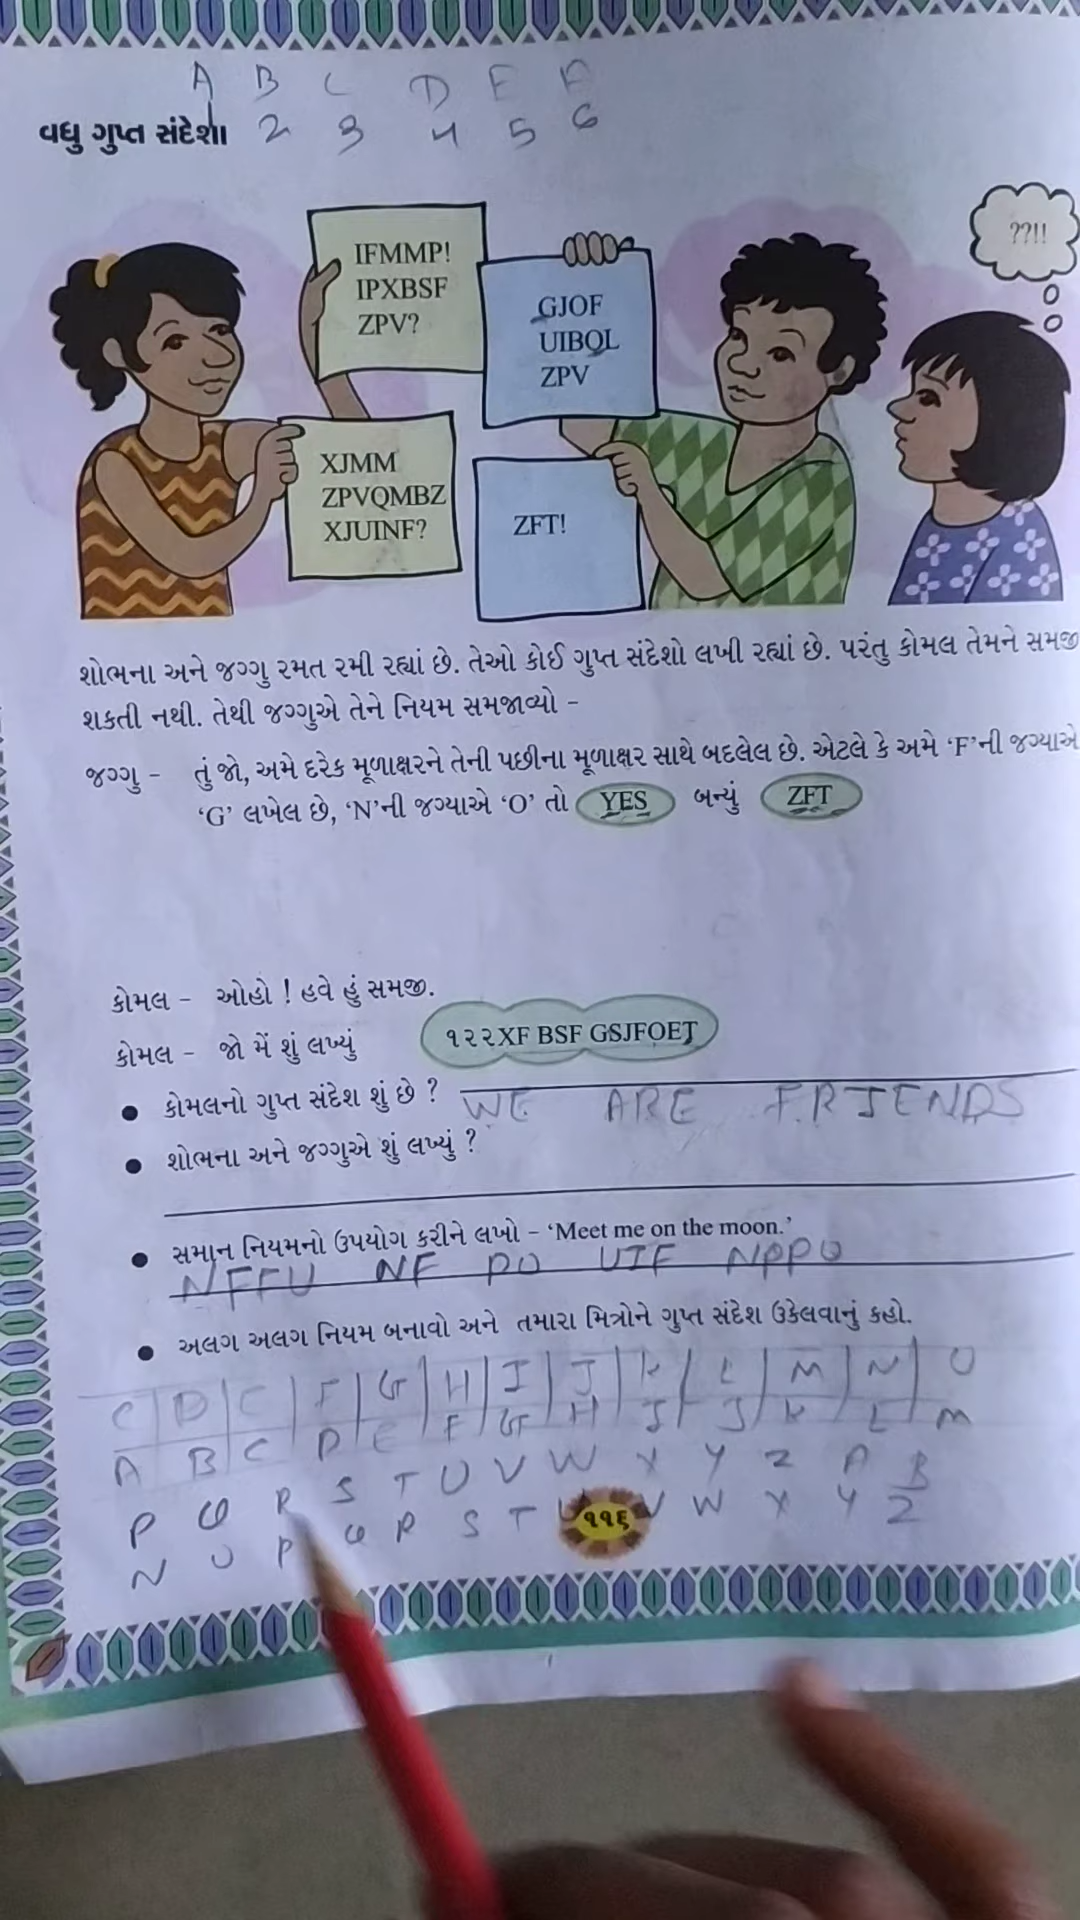 A B C D E F
વધુ ગુપ્ત સંદેશા
1 2 3 4 5 6
IFMMP!
IPXBSF
ZPV?
GJOF
UIBOL
ZPV
??!!
XJMM
ZPVQMBZ
XJUINF?
ZFT!
શોભના અને જગ્ગુ રમત રમી રહ્યાં છે. તેઓ કોઈ ગુપ્ત સંદેશો લખી રહ્યાં છે. પરંતુ કોમલ તેમને સમજી
શકતી નથી. તેથી જગ્ગુએ તેને નિયમ સમજાવ્યો –
જગ્ગુ – તું જો, અમે દરેક મૂળાક્ષરને તેની પછીના મૂળાક્ષર સાથે બદલેલ છે. એટલે કે અમે ‘F’ની જગ્યાએ
‘G’ લખેલ છે, ‘N’ની જગ્યાએ ‘O’ તો YES બન્યું ZFT
કોમલ – ઓહો ! હવે હું સમજી.
કોમલ – જો મેં શું લખ્યું ૧૨૨XF BSF GSJFOET
● કોમલનો ગુપ્ત સંદેશ શું છે ? WE ARE FRIENDS
● શોભના અને જગ્ગુએ શું લખ્યું ?
● સમાન નિયમનો ઉપયોગ કરીને લખો – ‘Meet me on the moon.’
NFFU NF PO UIF NPPO
● અલગ અલગ નિયમ બનાવો અને તમારા મિત્રોને ગુપ્ત સંદેશ ઉકેલવાનું કહો.
C D E F G H I J K L M N O
A B C D E F G H I J K L M
P Q R S T U V W X Y Z A B
N O P Q R S T U V W X Y Z
૧૧૬